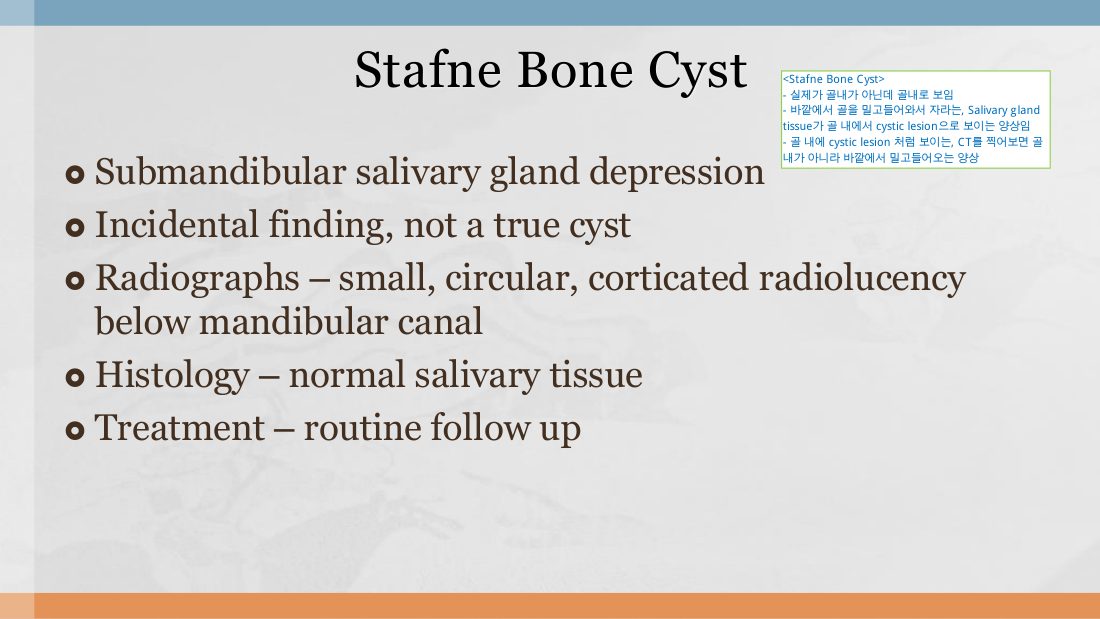 Stafne Bone Cyst
<Stafne Bone Cyst>
- 실제가 골내가 아닌데 골내로 보임
- 바깥에서 골을 밀고들어와서 자라는, Salivary gland
tissue가 골 내에서 cystic lesion으로 보이는 양상임
- 골 내에 cystic lesion 처럼 보이는, CT를 찍어보면 골
내가 아니라 바깥에서 밀고들어오는 양상
Submandibular salivary gland depression
Incidental finding, not a true cyst
Radiographs – small, circular, corticated radiolucency
below mandibular canal
Histology – normal salivary tissue
Treatment – routine follow up